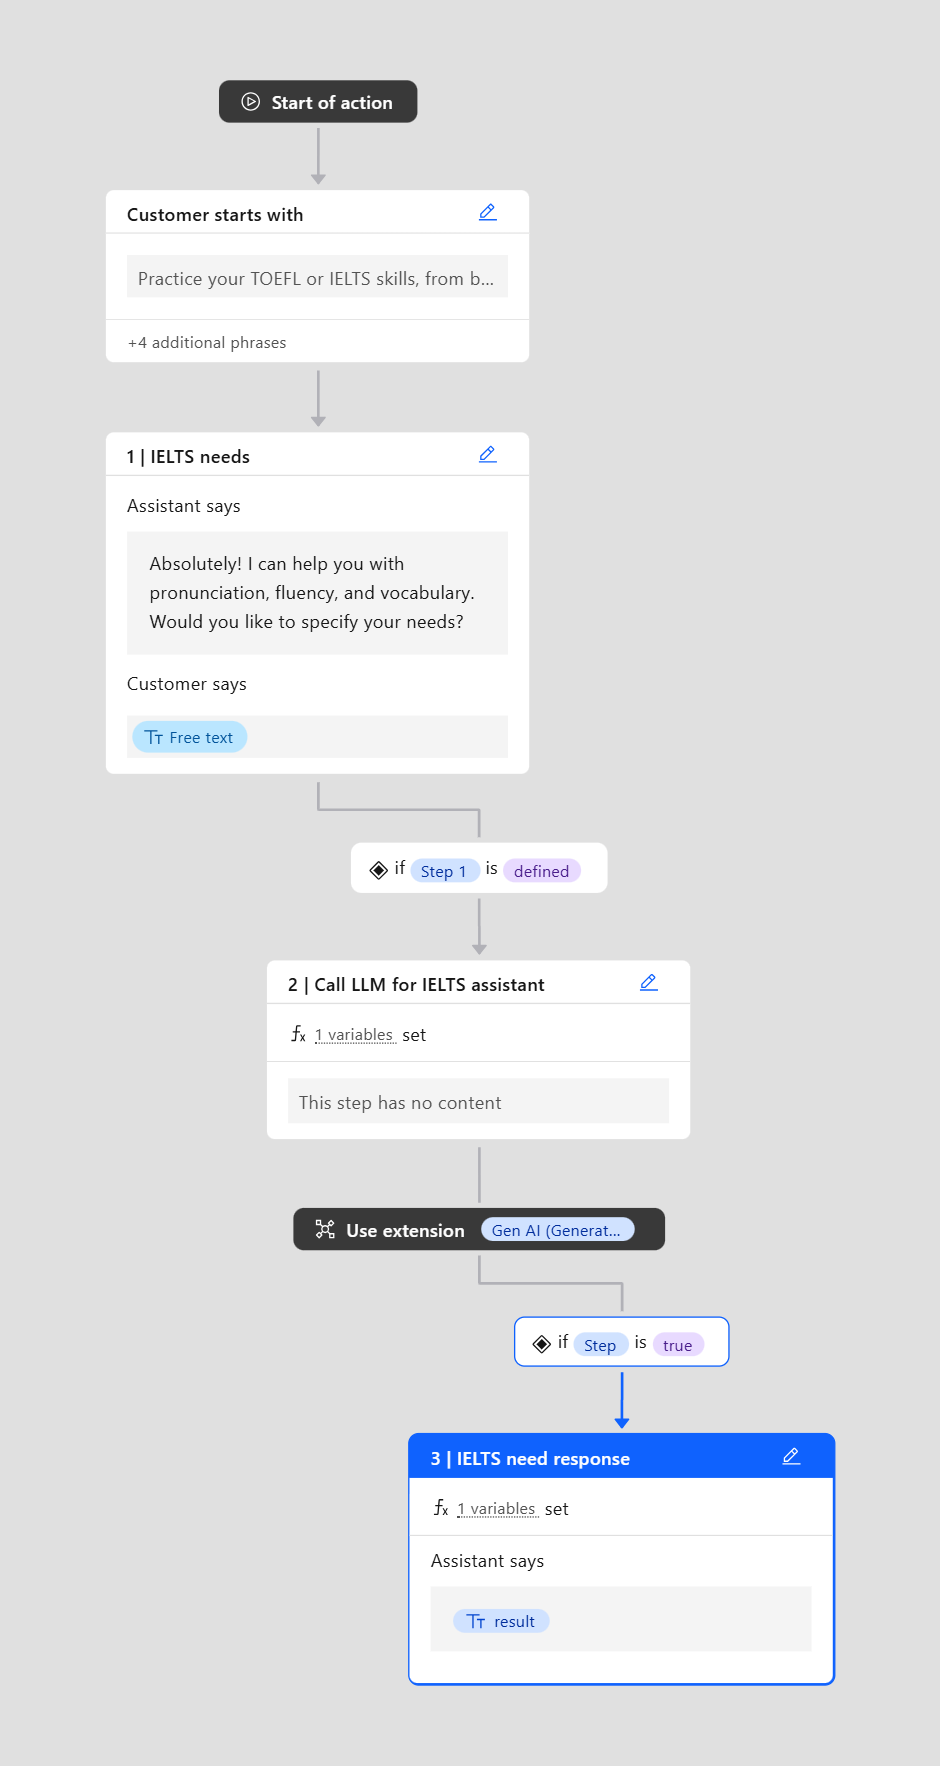 Start of action
Customer starts with
Practice your TOEFL or IELTS skills, from b...
+4 additional phrases
1 | IELTS needs
Assistant says
Absolutely! I can help you with
pronunciation, fluency, and vocabulary.
Would you like to specify your needs?
Customer says
Free text
if Step 1 is defined
2 | Call LLM for IELTS assistant
fx 1 variables set
This step has no content
Use extension Gen AI (Generat...
if Step is true
3 | IELTS need response
fx 1 variables set
Assistant says
result